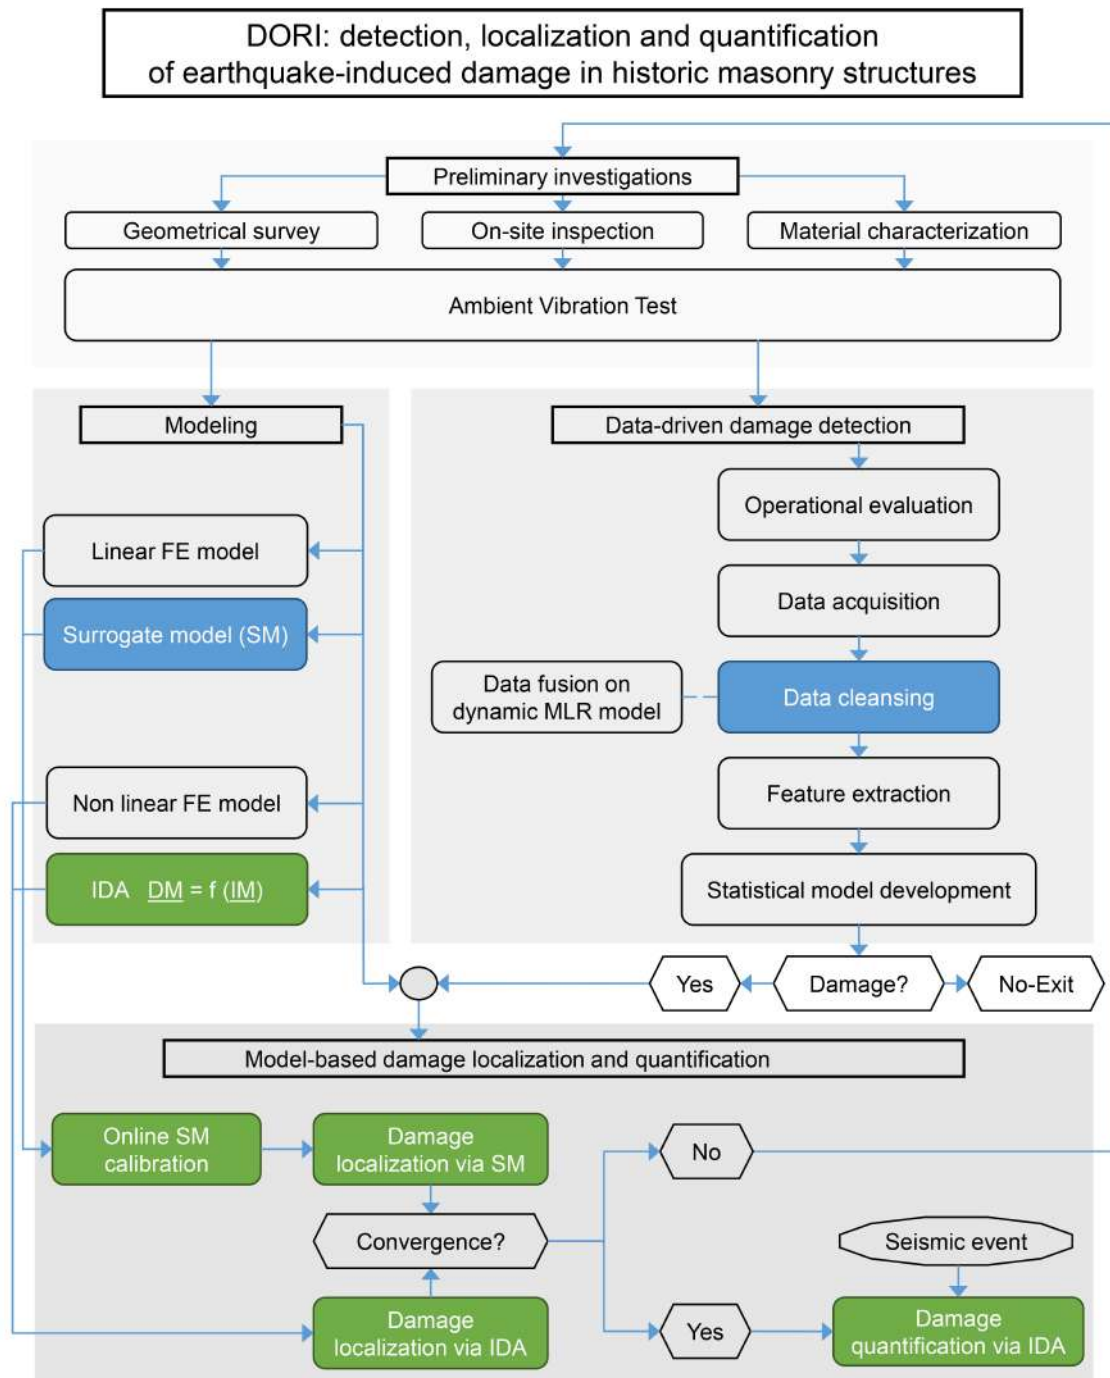 DORI: detection, localization and quantification
of earthquake-induced damage in historic masonry structures
Preliminary investigations
Geometrical survey
On-site inspection
Material characterization
Ambient Vibration Test
Modeling
Data-driven damage detection
Operational evaluation
Linear FE model
Data acquisition
Surrogate model (SM)
Data fusion on
dynamic MLR model
Data cleansing
Non linear FE model
Feature extraction
IDA DM = f (IM)
Statistical model development
Yes
Damage?
No-Exit
Model-based damage localization and quantification
Online SM
calibration
Damage
localization via SM
No
Convergence?
Seismic event
Damage
localization via IDA
Yes
Damage
quantification via IDA